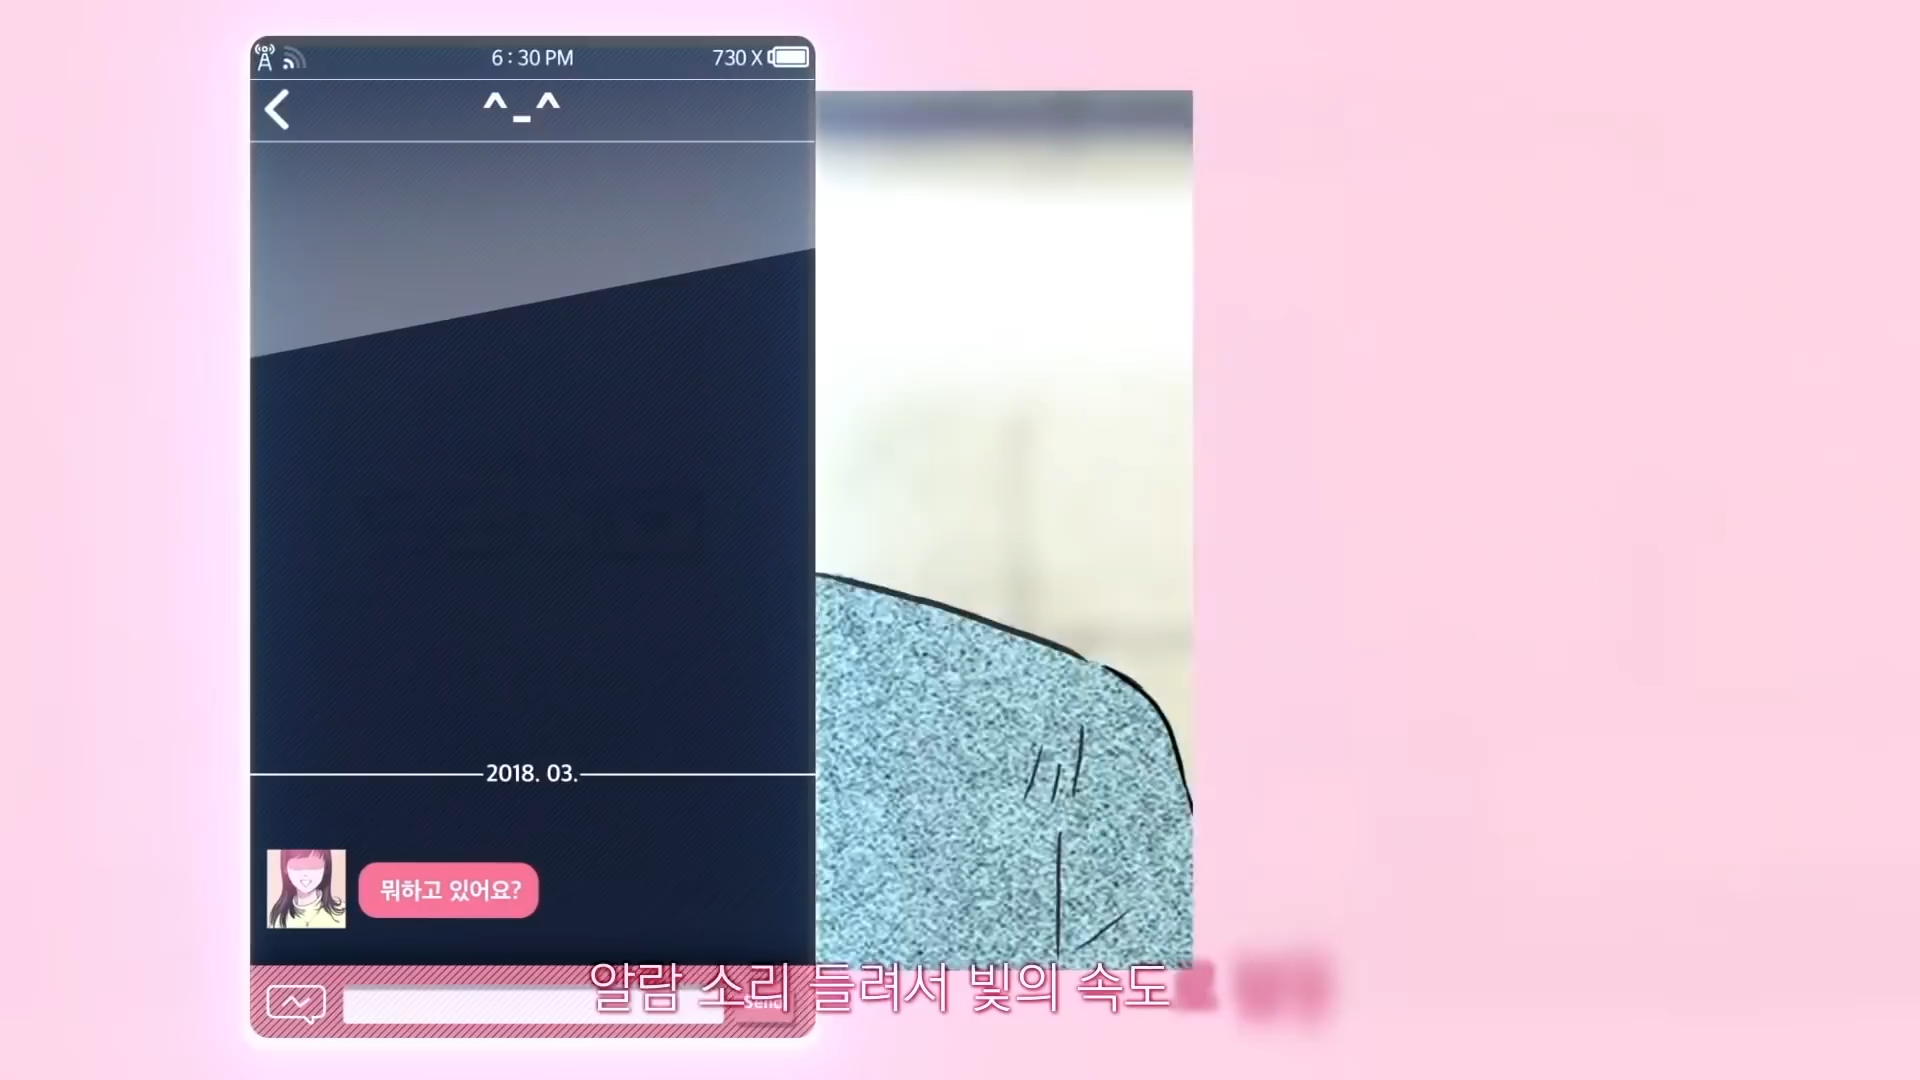 6:30 PM
730 X
^_^
2018. 03.
뭐하고 있어요?
Send
알람 소리 들려서 빛의 속도